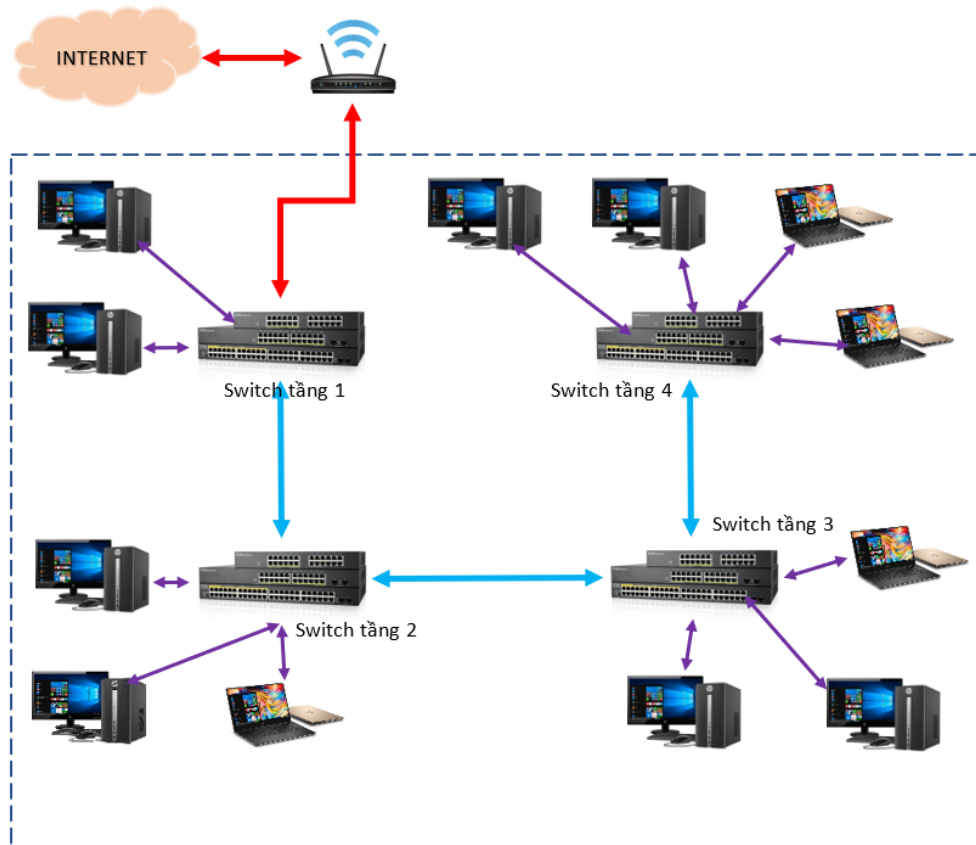 INTERNET
Switch tầng 1
Switch tầng 4
Switch tầng 3
Switch tầng 2